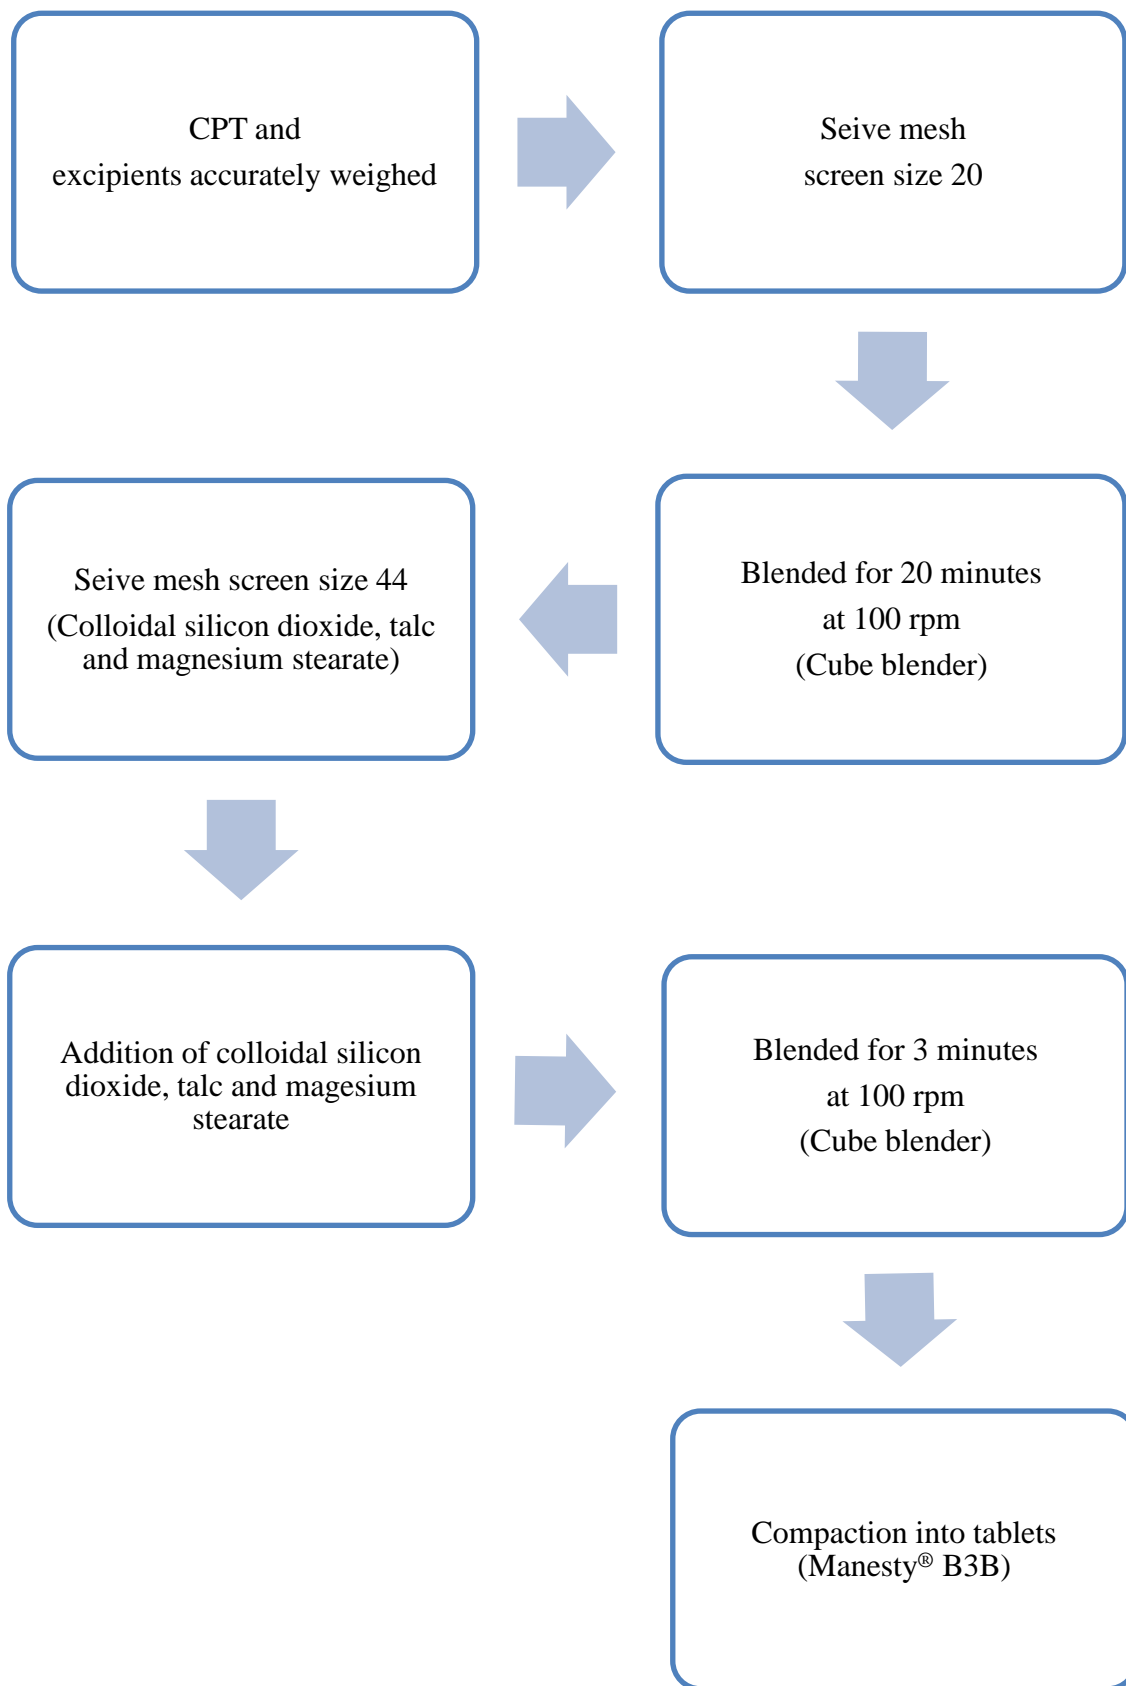 CPT and
excipients accurately weighed
Seive mesh
screen size 20
Blended for 20 minutes
at 100 rpm
(Cube blender)
Seive mesh screen size 44
(Colloidal silicon dioxide, talc
and magnesium stearate)
Addition of colloidal silicon
dioxide, talc and magesium
stearate
Blended for 3 minutes
at 100 rpm
(Cube blender)
Compaction into tablets
(Manesty® B3B)